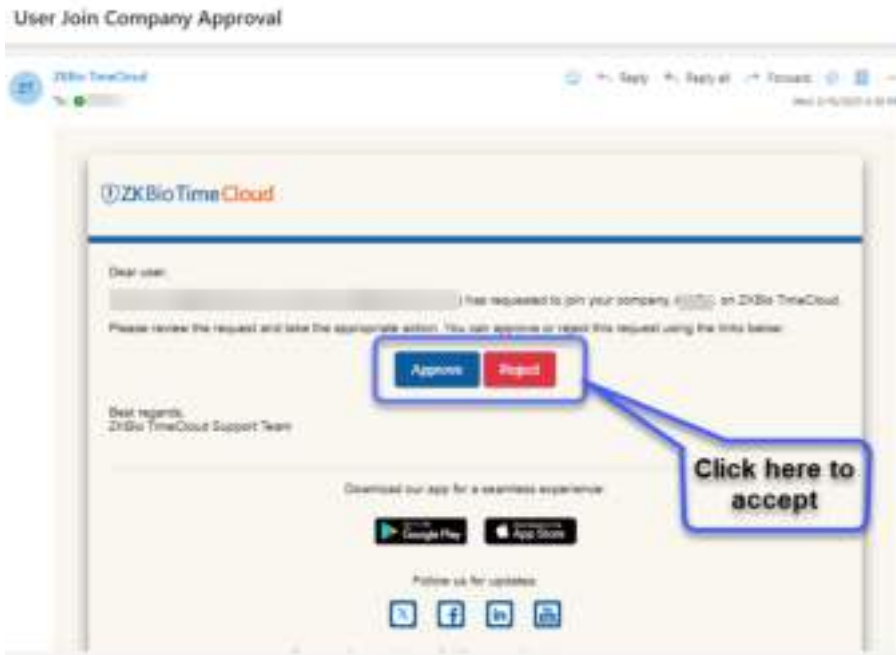 User Join Company Approval
ZKBio TimeCloud
To:
Reply Reply all Forward
ZKBioTimeCloud
Dear user,
) has requested to join your company, on ZKBio TimeCloud.
Please review the request and take the appropriate action. You can approve or reject this request using the links below:
Approve Reject
Best regards,
ZKBio TimeCloud Support Team
Click here to
accept
Download our app for a seamless experience:
Google Play App Store
Follow us for updates: